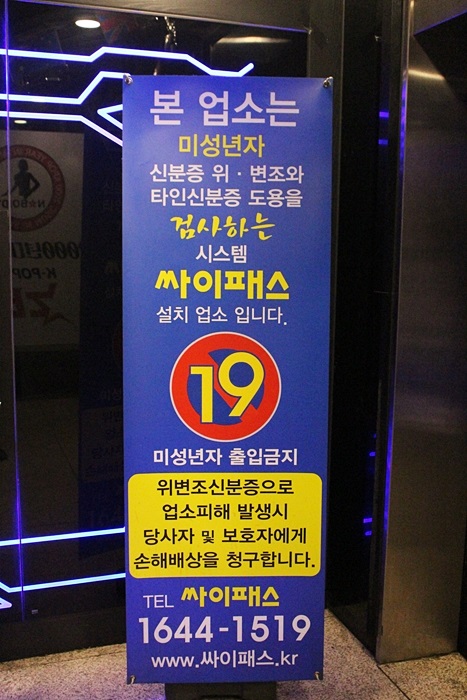 본 업소는
미성년자
신분증 위·변조와
타인신분증 도용을
검사하는
시스템
싸이패스
설치 업소 입니다.
19
미성년자 출입금지
위변조신분증으로
업소피해 발생시
당사자 및 보호자에게
손해배상을 청구합니다.
TEL 싸이패스
1644-1519
www.싸이패스.kr
K-POP